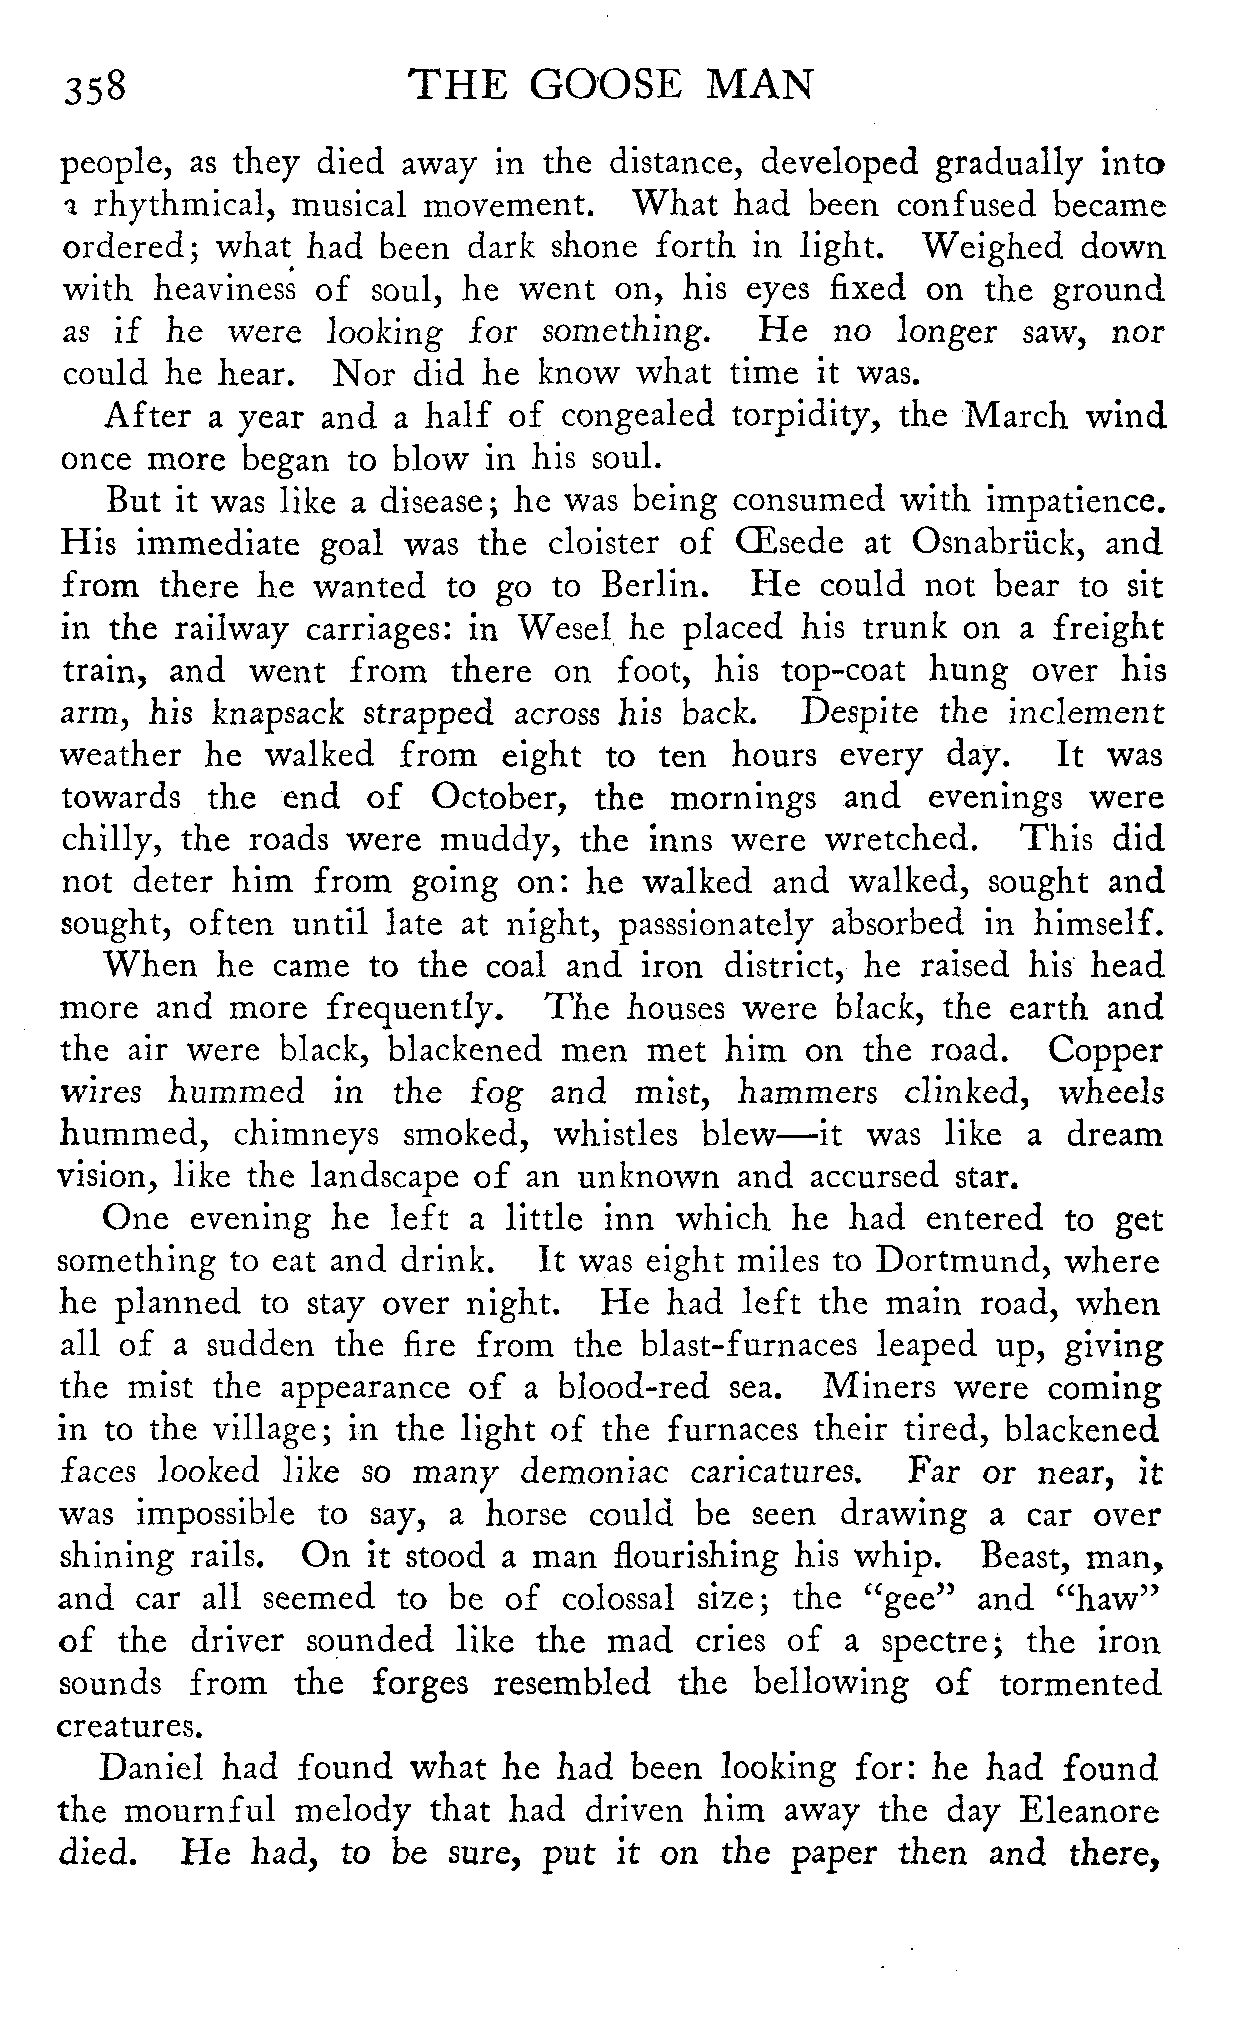 358 THE GOOSE MAN
people, as they died away in the distance, developed gradually into
a rhythmical, musical movement. What had been confused became
ordered; what had been dark shone forth in light. Weighed down
with heaviness of soul, he went on, his eyes fixed on the ground
as if he were looking for something. He no longer saw, nor
could he hear. Nor did he know what time it was.
After a year and a half of congealed torpidity, the March wind
once more began to blow in his soul.
But it was like a disease; he was being consumed with impatience.
His immediate goal was the cloister of Œsede at Osnabrück, and
from there he wanted to go to Berlin. He could not bear to sit
in the railway carriages: in Wesel he placed his trunk on a freight
train, and went from there on foot, his top-coat hung over his
arm, his knapsack strapped across his back. Despite the inclement
weather he walked from eight to ten hours every day. It was
towards the end of October, the mornings and evenings were
chilly, the roads were muddy, the inns were wretched. This did
not deter him from going on: he walked and walked, sought and
sought, often until late at night, passsionately absorbed in himself.
When he came to the coal and iron district, he raised his head
more and more frequently. The houses were black, the earth and
the air were black, blackened men met him on the road. Copper
wires hummed in the fog and mist, hammers clinked, wheels
hummed, chimneys smoked, whistles blew—it was like a dream
vision, like the landscape of an unknown and accursed star.
One evening he left a little inn which he had entered to get
something to eat and drink. It was eight miles to Dortmund, where
he planned to stay over night. He had left the main road, when
all of a sudden the fire from the blast-furnaces leaped up, giving
the mist the appearance of a blood-red sea. Miners were coming
in to the village; in the light of the furnaces their tired, blackened
faces looked like so many demoniac caricatures. Far or near, it
was impossible to say, a horse could be seen drawing a car over
shining rails. On it stood a man flourishing his whip. Beast, man,
and car all seemed to be of colossal size; the “gee” and “haw”
of the driver sounded like the mad cries of a spectre; the iron
sounds from the forges resembled the bellowing of tormented
creatures.
Daniel had found what he had been looking for: he had found
the mournful melody that had driven him away the day Eleanore
died. He had, to be sure, put it on the paper then and there,